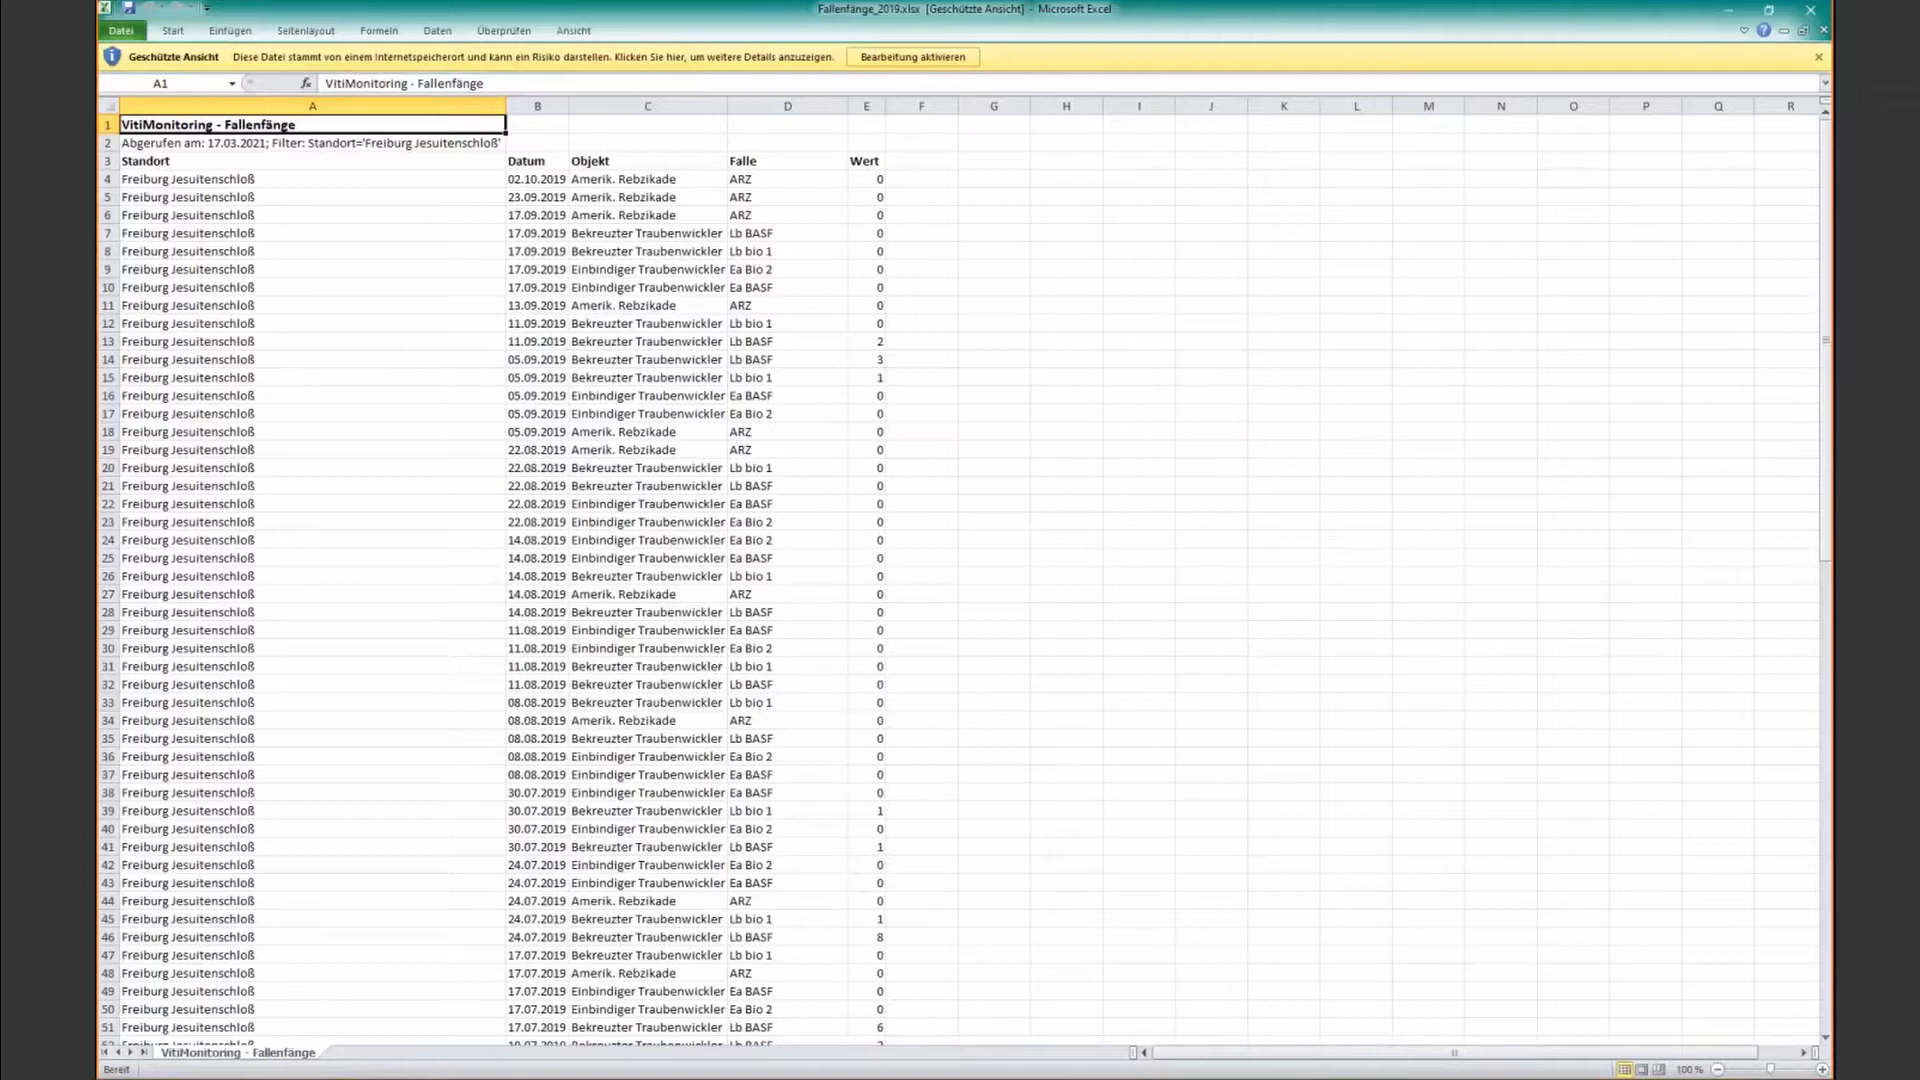 Fallenfänge_2019.xlsx [Geschützte Ansicht] - Microsoft Excel
Datei Start Einfügen Seitenlayout Formeln Daten Überprüfen Ansicht
Geschützte Ansicht Diese Datei stammt von einem Internetspeicherort und kann ein Risiko darstellen. Klicken Sie hier, um weitere Details anzuzeigen. Bearbeitung aktivieren
A1 fx VitiMonitoring - Fallenfänge
A B C D E F G H I J K L M N O P Q R
1 VitiMonitoring - Fallenfänge
2 Abgerufen am: 17.03.2021; Filter: Standort='Freiburg Jesuitenschloß'
3 Standort Datum Objekt Falle Wert
4 Freiburg Jesuitenschloß 02.10.2019 Amerik. Rebzikade ARZ 0
5 Freiburg Jesuitenschloß 23.09.2019 Amerik. Rebzikade ARZ 0
6 Freiburg Jesuitenschloß 17.09.2019 Amerik. Rebzikade ARZ 0
7 Freiburg Jesuitenschloß 17.09.2019 Bekreuzter Traubenwickler Lb BASF 0
8 Freiburg Jesuitenschloß 17.09.2019 Bekreuzter Traubenwickler Lb bio 1 0
9 Freiburg Jesuitenschloß 17.09.2019 Einbindiger Traubenwickler Ea Bio 2 0
10 Freiburg Jesuitenschloß 17.09.2019 Einbindiger Traubenwickler Ea BASF 0
11 Freiburg Jesuitenschloß 13.09.2019 Amerik. Rebzikade ARZ 0
12 Freiburg Jesuitenschloß 11.09.2019 Bekreuzter Traubenwickler Lb bio 1 0
13 Freiburg Jesuitenschloß 11.09.2019 Bekreuzter Traubenwickler Lb BASF 2
14 Freiburg Jesuitenschloß 05.09.2019 Bekreuzter Traubenwickler Lb BASF 3
15 Freiburg Jesuitenschloß 05.09.2019 Bekreuzter Traubenwickler Lb bio 1 1
16 Freiburg Jesuitenschloß 05.09.2019 Einbindiger Traubenwickler Ea BASF 0
17 Freiburg Jesuitenschloß 05.09.2019 Einbindiger Traubenwickler Ea Bio 2 0
18 Freiburg Jesuitenschloß 05.09.2019 Amerik. Rebzikade ARZ 0
19 Freiburg Jesuitenschloß 22.08.2019 Amerik. Rebzikade ARZ 0
20 Freiburg Jesuitenschloß 22.08.2019 Bekreuzter Traubenwickler Lb bio 1 0
21 Freiburg Jesuitenschloß 22.08.2019 Bekreuzter Traubenwickler Lb BASF 0
22 Freiburg Jesuitenschloß 22.08.2019 Einbindiger Traubenwickler Ea BASF 0
23 Freiburg Jesuitenschloß 22.08.2019 Einbindiger Traubenwickler Ea Bio 2 0
24 Freiburg Jesuitenschloß 14.08.2019 Einbindiger Traubenwickler Ea Bio 2 0
25 Freiburg Jesuitenschloß 14.08.2019 Einbindiger Traubenwickler Ea BASF 0
26 Freiburg Jesuitenschloß 14.08.2019 Bekreuzter Traubenwickler Lb bio 1 0
27 Freiburg Jesuitenschloß 14.08.2019 Amerik. Rebzikade ARZ 0
28 Freiburg Jesuitenschloß 14.08.2019 Bekreuzter Traubenwickler Lb BASF 0
29 Freiburg Jesuitenschloß 11.08.2019 Einbindiger Traubenwickler Ea BASF 0
30 Freiburg Jesuitenschloß 11.08.2019 Einbindiger Traubenwickler Ea Bio 2 0
31 Freiburg Jesuitenschloß 11.08.2019 Bekreuzter Traubenwickler Lb bio 1 0
32 Freiburg Jesuitenschloß 11.08.2019 Bekreuzter Traubenwickler Lb BASF 0
33 Freiburg Jesuitenschloß 08.08.2019 Bekreuzter Traubenwickler Lb bio 1 0
34 Freiburg Jesuitenschloß 08.08.2019 Amerik. Rebzikade ARZ 0
35 Freiburg Jesuitenschloß 08.08.2019 Bekreuzter Traubenwickler Lb BASF 0
36 Freiburg Jesuitenschloß 08.08.2019 Einbindiger Traubenwickler Ea Bio 2 0
37 Freiburg Jesuitenschloß 08.08.2019 Einbindiger Traubenwickler Ea BASF 0
38 Freiburg Jesuitenschloß 30.07.2019 Einbindiger Traubenwickler Ea BASF 0
39 Freiburg Jesuitenschloß 30.07.2019 Bekreuzter Traubenwickler Lb bio 1 1
40 Freiburg Jesuitenschloß 30.07.2019 Einbindiger Traubenwickler Ea Bio 2 0
41 Freiburg Jesuitenschloß 30.07.2019 Bekreuzter Traubenwickler Lb BASF 1
42 Freiburg Jesuitenschloß 24.07.2019 Einbindiger Traubenwickler Ea Bio 2 0
43 Freiburg Jesuitenschloß 24.07.2019 Einbindiger Traubenwickler Ea BASF 0
44 Freiburg Jesuitenschloß 24.07.2019 Amerik. Rebzikade ARZ 0
45 Freiburg Jesuitenschloß 24.07.2019 Bekreuzter Traubenwickler Lb bio 1 1
46 Freiburg Jesuitenschloß 24.07.2019 Bekreuzter Traubenwickler Lb BASF 8
47 Freiburg Jesuitenschloß 17.07.2019 Bekreuzter Traubenwickler Lb bio 1 0
48 Freiburg Jesuitenschloß 17.07.2019 Amerik. Rebzikade ARZ 0
49 Freiburg Jesuitenschloß 17.07.2019 Einbindiger Traubenwickler Ea BASF 0
50 Freiburg Jesuitenschloß 17.07.2019 Einbindiger Traubenwickler Ea Bio 2 0
51 Freiburg Jesuitenschloß 17.07.2019 Bekreuzter Traubenwickler Lb BASF 6
VitiMonitoring - Fallenfänge
Bereit 100 %